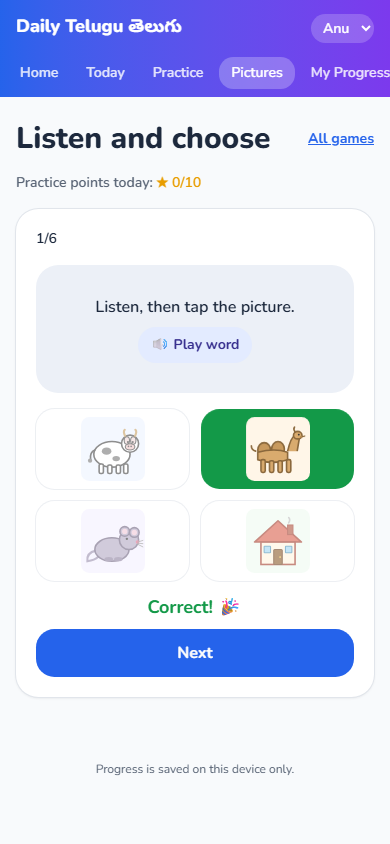 Daily Telugu తెలుగు
Anu
Home Today Practice Pictures My Progress
Listen and choose
All games
Practice points today: ★ 0/10
1/6
Listen, then tap the picture.
🔊 Play word
Correct! 🎉
Next
Progress is saved on this device only.